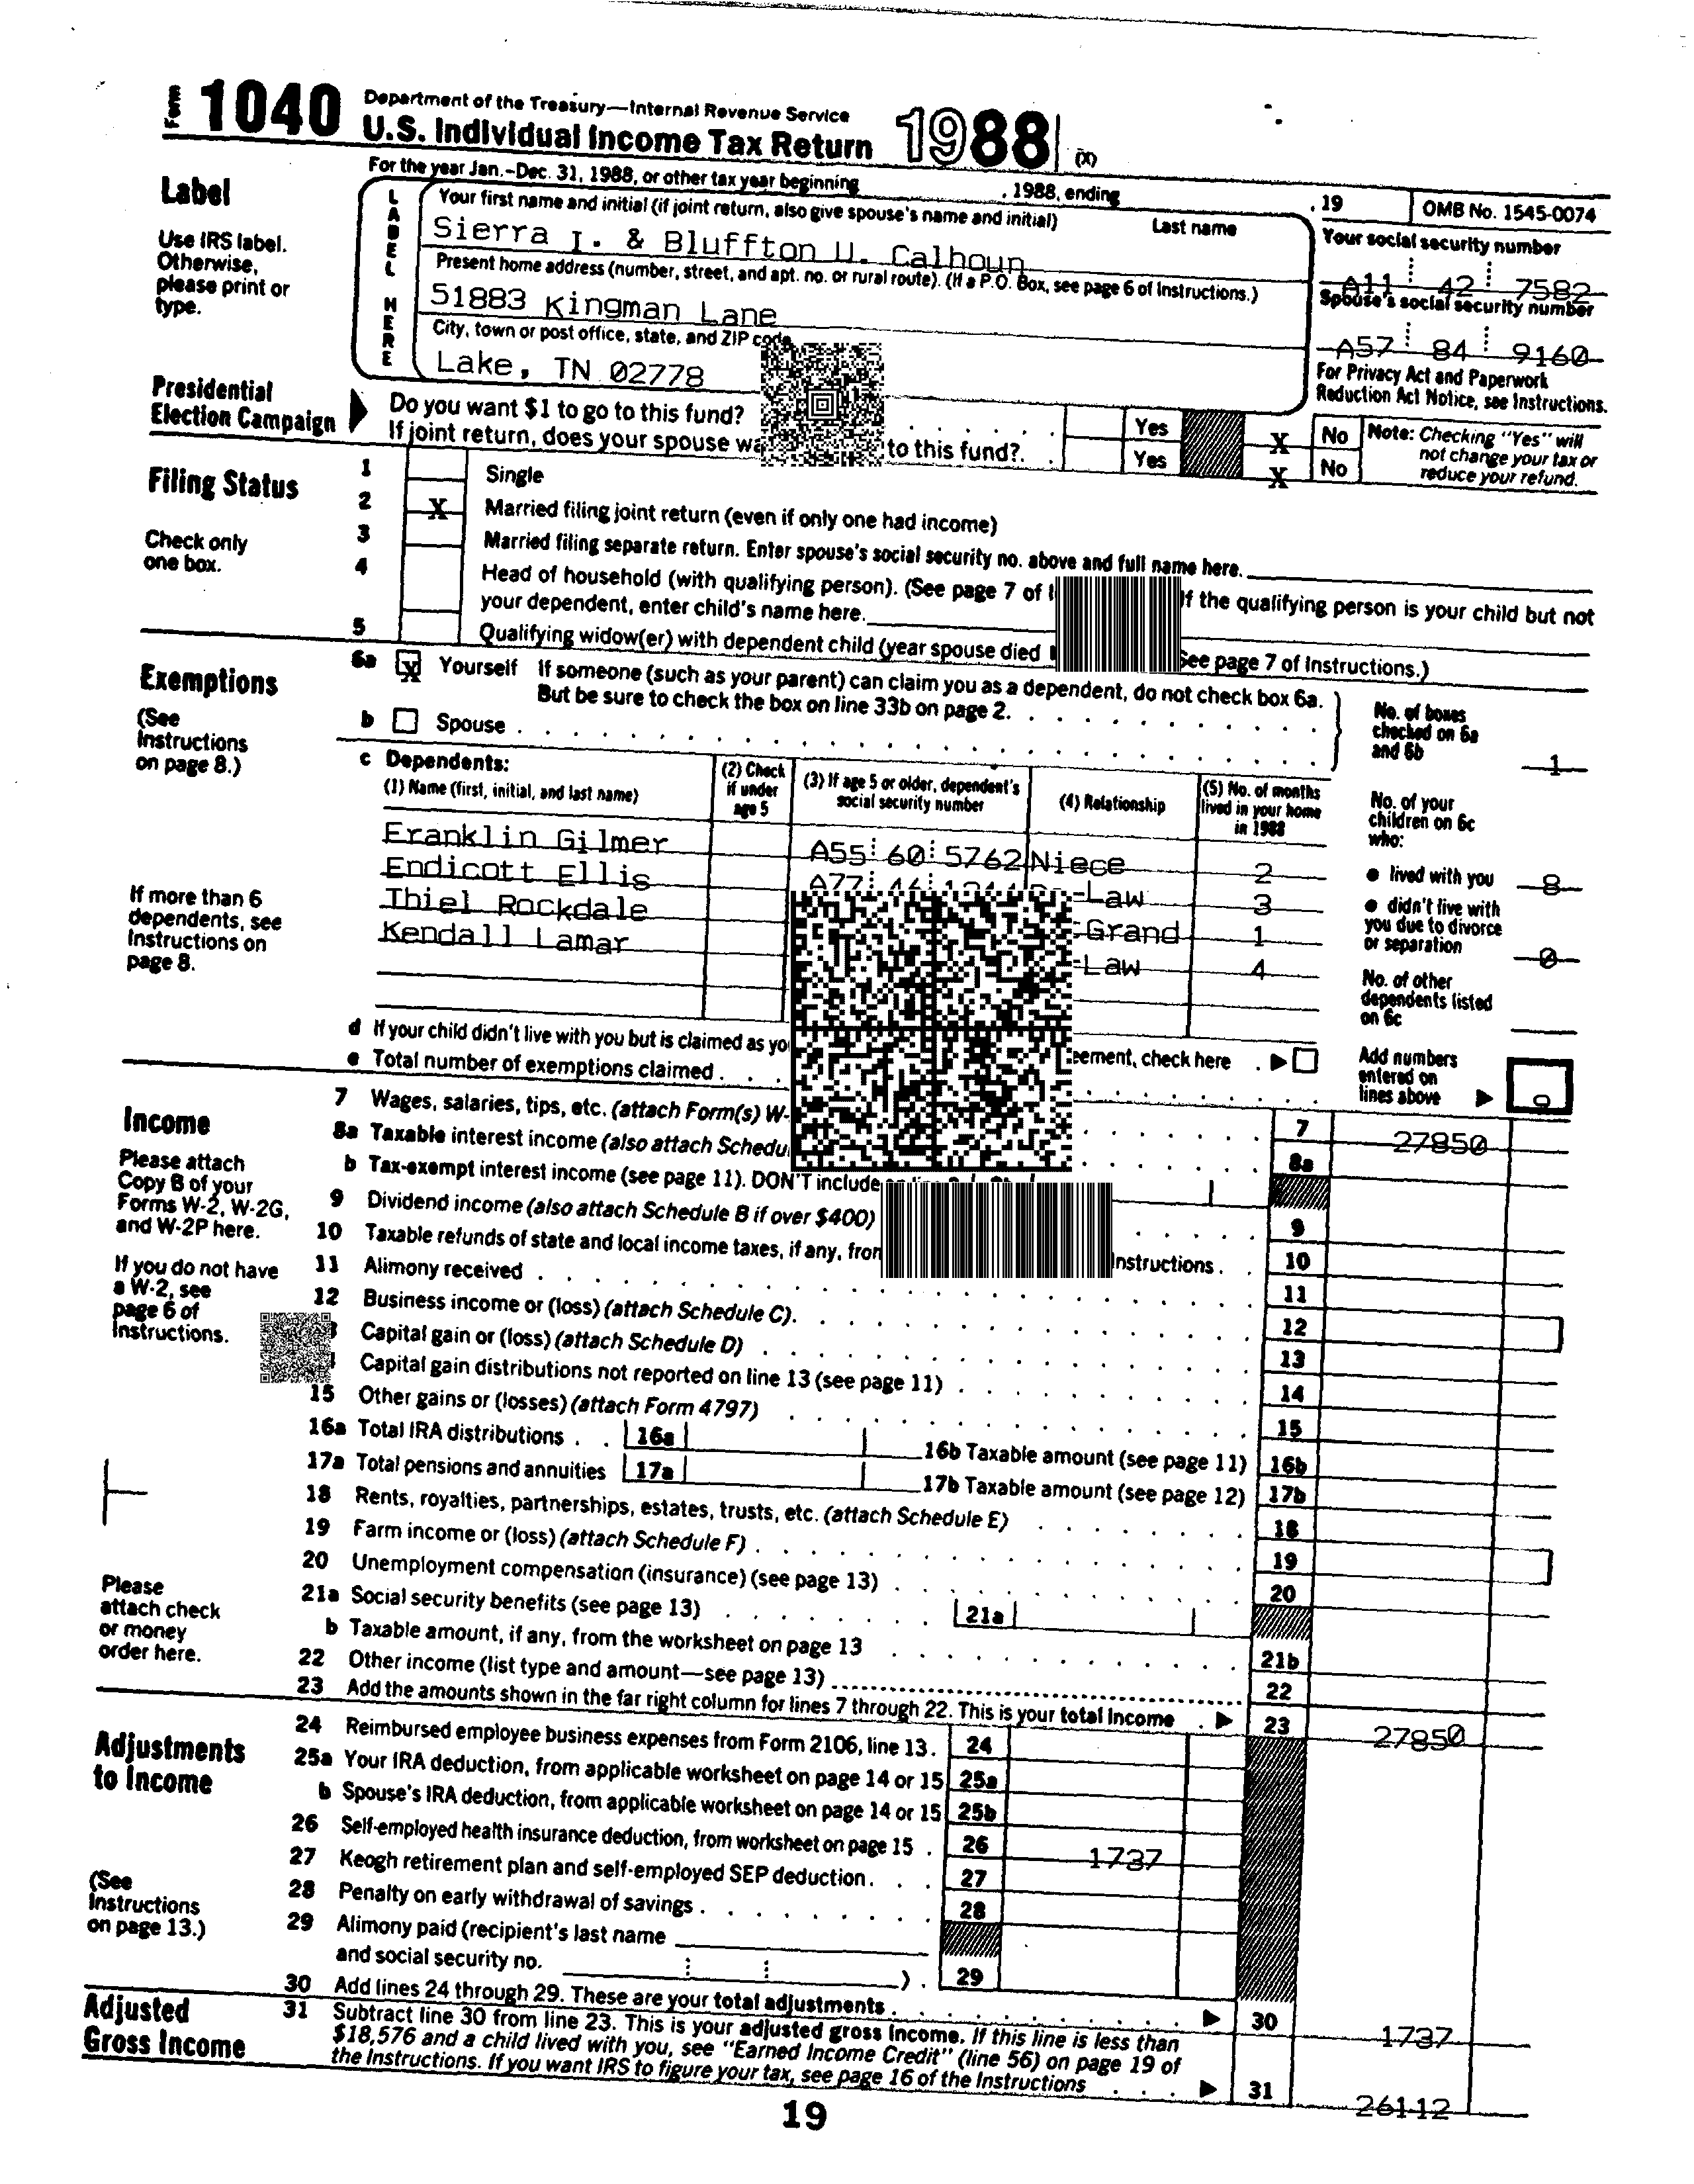 Form 1040 Department of the Treasury—Internal Revenue Service
U.S. Individual Income Tax Return 1988 (X)
For the year Jan.–Dec. 31, 1988, or other tax year beginning , 1988, ending , 19 OMB No. 1545-0074
Label
Use IRS label.
Otherwise,
please print or
type.
LABEL HERE
Your first name and initial (if joint return, also give spouse's name and initial) Last name
Sierra I. & Bluffton U. Calhoun
Your social security number
A11 42 7582
Present home address (number, street, and apt. no. or rural route). (If a P.O. Box, see page 6 of Instructions.)
51883 Kingman Lane
Spouse's social security number
A57 84 9160
City, town or post office, state, and ZIP code
Lake, TN 02778
For Privacy Act and Paperwork
Reduction Act Notice, see Instructions.
Presidential
Election Campaign
Do you want $1 to go to this fund? Yes X No
If joint return, does your spouse to this fund?. Yes X No
Note: Checking "Yes" will
not change your tax or
reduce your refund.
Filing Status
Check only
one box.
1 Single
2 X Married filing joint return (even if only one had income)
3 Married filing separate return. Enter spouse's social security no. above and full name here.
4 Head of household (with qualifying person). (See page 7 of If the qualifying person is your child but not
your dependent, enter child's name here.
5 Qualifying widow(er) with dependent child (year spouse died See page 7 of Instructions.)
Exemptions
(See
Instructions
on page 8.)
6a X Yourself If someone (such as your parent) can claim you as a dependent, do not check box 6a.
But be sure to check the box on line 33b on page 2.
b Spouse
No. of boxes
checked on 6a
and 6b 1
c Dependents:
(1) Name (first, initial, and last name)
(2) Check
if under
age 5
(3) If age 5 or older, dependent's
social security number
(4) Relationship
(5) No. of months
lived in your home
in 1988
Franklin Gilmer A55 60 5762 Niece 2
Endicott Ellis -Law 3
Thiel Rockdale -Grand 1
Kendall Lamar -Law 4
If more than 6
dependents, see
Instructions on
page 8.
No. of your
children on 6c
who:
● lived with you 8
● didn't live with
you due to divorce
or separation 0
No. of other
dependents listed
on 6c
d If your child didn't live with you but is claimed as check here ▶
e Total number of exemptions claimed
Add numbers
entered on
lines above ▶ 9
Income
Please attach
Copy B of your
Forms W-2, W-2G,
and W-2P here.
If you do not have
a W-2, see
page 6 of
Instructions.
7 Wages, salaries, tips, etc. (attach Form(s) 7 27850
8a Taxable interest income (also attach 8a
b Tax-exempt interest income (see page 11). DON'T include
9 Dividend income (also attach Schedule B if over $400) 9
10 Taxable refunds of state and local income taxes, if any, Instructions. 10
11 Alimony received 11
12 Business income or (loss) (attach Schedule C). 12
Capital gain or (loss) (attach Schedule D) 13
Capital gain distributions not reported on line 13 (see page 11) 14
15 Other gains or (losses) (attach Form 4797) 15
16a Total IRA distributions 16a 16b Taxable amount (see page 11) 16b
17a Total pensions and annuities 17a 17b Taxable amount (see page 12) 17b
18 Rents, royalties, partnerships, estates, trusts, etc. (attach Schedule E) 18
19 Farm income or (loss) (attach Schedule F) 19
20 Unemployment compensation (insurance) (see page 13) 20
21a Social security benefits (see page 13) 21a
b Taxable amount, if any, from the worksheet on page 13 21b
22 Other income (list type and amount—see page 13) 22
23 Add the amounts shown in the far right column for lines 7 through 22. This is your total income ▶ 23 27850
Please
attach check
or money
order here.
Adjustments
to Income
(See
Instructions
on page 13.)
24 Reimbursed employee business expenses from Form 2106, line 13. 24
25a Your IRA deduction, from applicable worksheet on page 14 or 15 25a
b Spouse's IRA deduction, from applicable worksheet on page 14 or 15 25b
26 Self-employed health insurance deduction, from worksheet on page 15 26 1737
27 Keogh retirement plan and self-employed SEP deduction. 27
28 Penalty on early withdrawal of savings 28
29 Alimony paid (recipient's last name
and social security no. ). 29
30 Add lines 24 through 29. These are your total adjustments ▶ 30 1737
Adjusted
Gross Income
31 Subtract line 30 from line 23. This is your adjusted gross income. If this line is less than
$18,576 and a child lived with you, see "Earned Income Credit" (line 56) on page 19 of
the Instructions. If you want IRS to figure your tax, see page 16 of the Instructions ▶ 31 26112
19